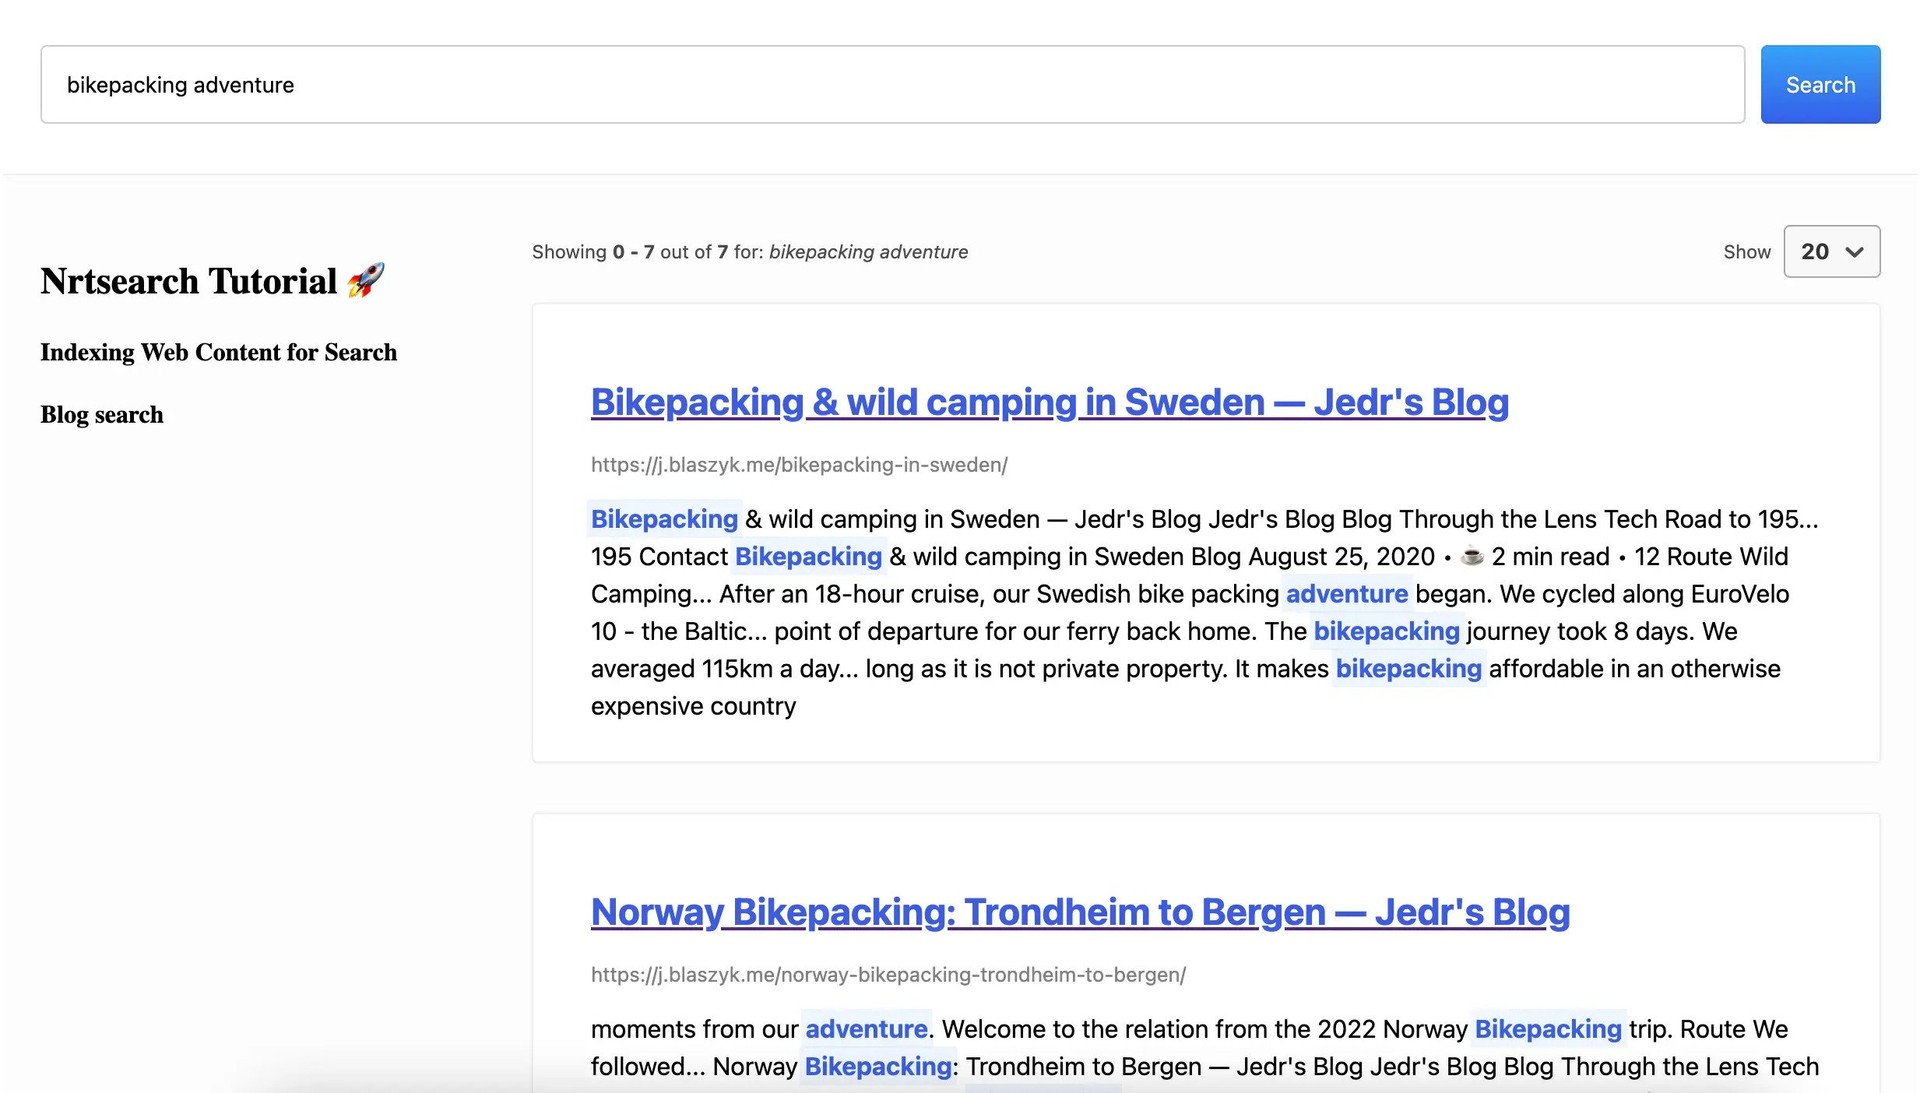 bikepacking adventure
Search
Nrtsearch Tutorial 🚀
Indexing Web Content for Search
Blog search
Showing 0 - 7 out of 7 for: bikepacking adventure
Show 20
Bikepacking & wild camping in Sweden — Jedr's Blog
https://j.blaszyk.me/bikepacking-in-sweden/
Bikepacking & wild camping in Sweden — Jedr's Blog Jedr's Blog Blog Through the Lens Tech Road to 195...
195 Contact Bikepacking & wild camping in Sweden Blog August 25, 2020 • ☕ 2 min read • 12 Route Wild
Camping... After an 18-hour cruise, our Swedish bike packing adventure began. We cycled along EuroVelo
10 - the Baltic... point of departure for our ferry back home. The bikepacking journey took 8 days. We
averaged 115km a day... long as it is not private property. It makes bikepacking affordable in an otherwise
expensive country
Norway Bikepacking: Trondheim to Bergen — Jedr's Blog
https://j.blaszyk.me/norway-bikepacking-trondheim-to-bergen/
moments from our adventure. Welcome to the relation from the 2022 Norway Bikepacking trip. Route We
followed... Norway Bikepacking: Trondheim to Bergen — Jedr's Blog Jedr's Blog Blog Through the Lens Tech